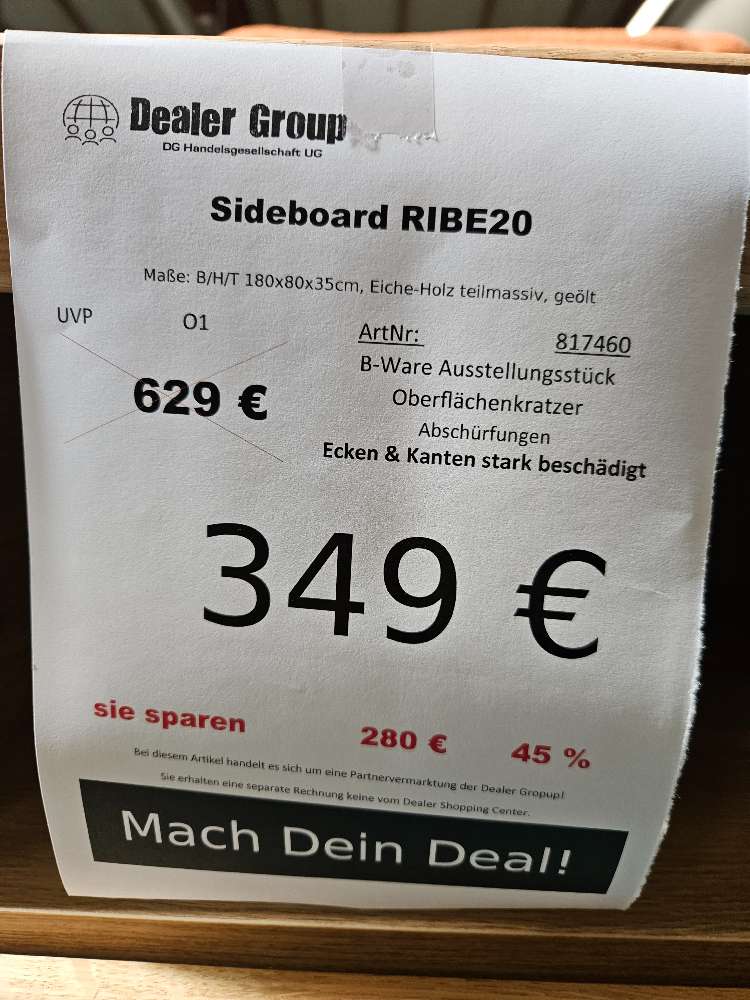 Dealer Group
DG Handelsgesellschaft UG
Sideboard RIBE20
Maße: B/H/T 180x80x35cm, Eiche-Holz teilmassiv, geölt
UVP O1
629 €
ArtNr: 817460
B-Ware Ausstellungsstück
Oberflächenkratzer
Abschürfungen
Ecken & Kanten stark beschädigt
349 €
sie sparen 280 € 45 %
Bei diesem Artikel handelt es sich um eine Partnervermarktung der Dealer Gropup!
Sie erhalten eine separate Rechnung keine vom Dealer Shopping Center.
Mach Dein Deal!